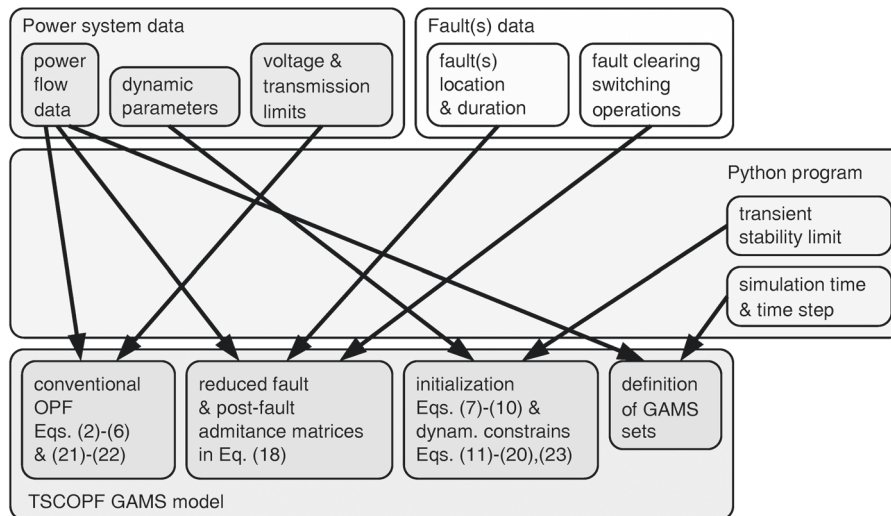 Power system data
power
flow
data
dynamic
parameters
voltage &
transmission
limits
Fault(s) data
fault(s)
location
& duration
fault clearing
switching
operations
Python program
transient
stability limit
simulation time
& time step
conventional
OPF
Eqs. (2)-(6)
& (21)-(22)
reduced fault
& post-fault
admitance matrices
in Eq. (18)
initialization
Eqs. (7)-(10) &
dynam. constrains
Eqs. (11)-(20),(23)
definition
of GAMS
sets
TSCOPF GAMS model